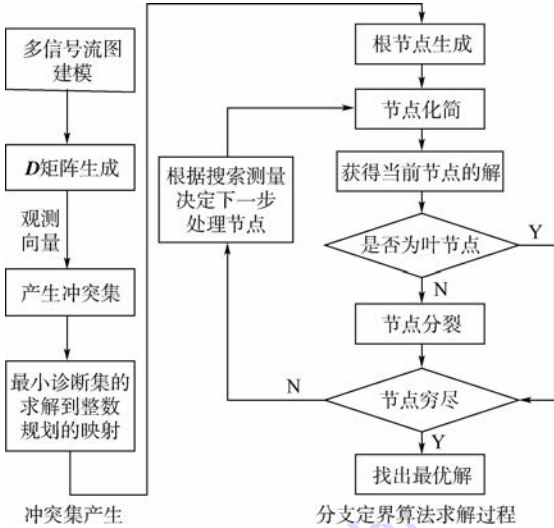 多信号流图
建模
D矩阵生成
观测
向量
产生冲突集
最小诊断集的
求解到整数
规划的映射
冲突集产生
根节点生成
节点化简
获得当前节点的解
根据搜索测量
决定下一步
处理节点
是否为叶节点
Y
N
节点分裂
节点穷尽
N
Y
找出最优解
分支定界算法求解过程